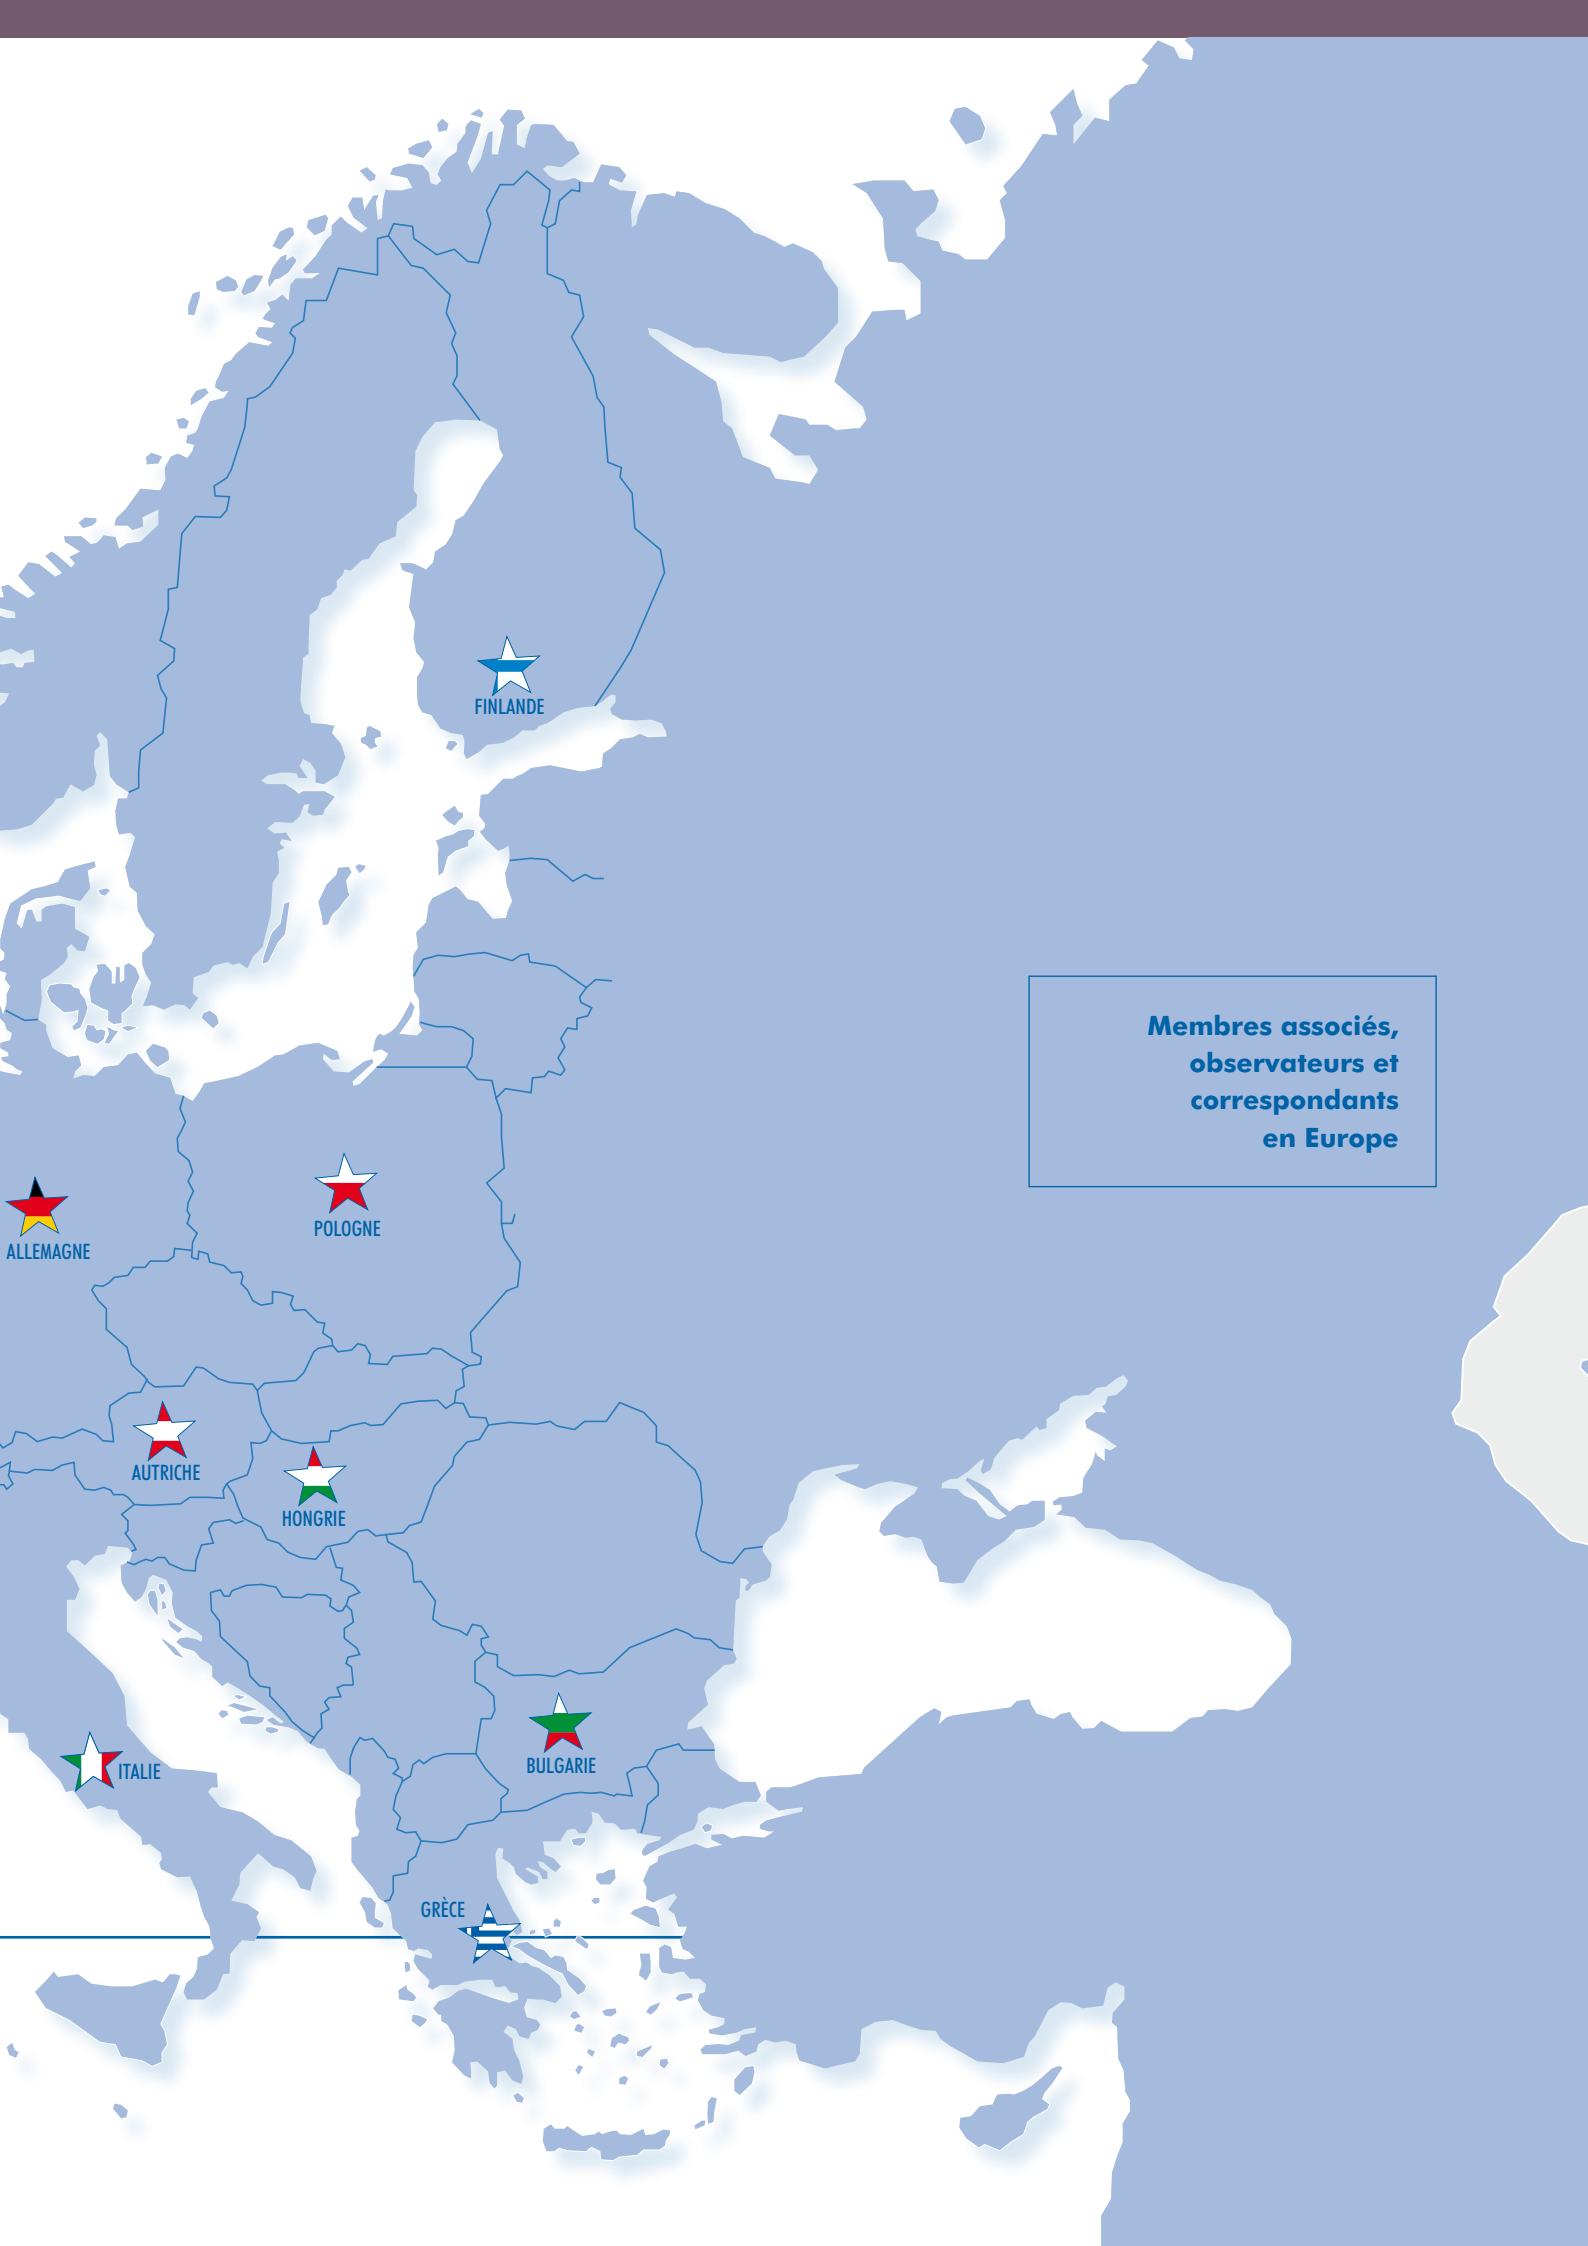 FINLANDE
Membres associés,
observateurs et
correspondants
en Europe
POLOGNE
ALLEMAGNE
AUTRICHE
HONGRIE
BULGARIE
ITALIE
GRÈCE